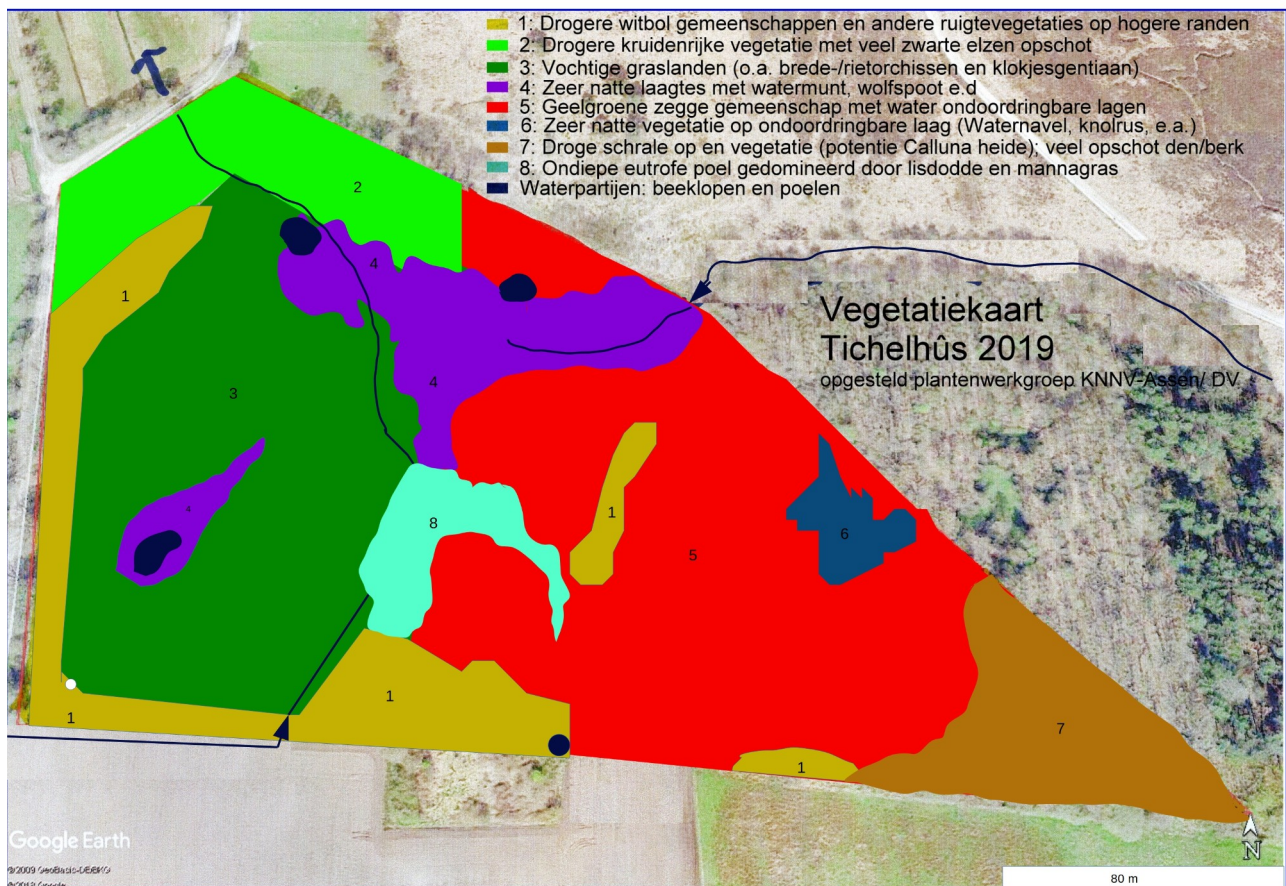 1: Drogere witbol gemeenschappen en andere ruigtevegetaties op hogere randen
2: Drogere kruidenrijke vegetatie met veel zwarte elzen opschot
3: Vochtige graslanden (o.a. brede-/rietorchissen en klokjesgentiaan)
4: Zeer natte laagtes met watermunt, wolfspoot e.d
5: Geelgroene zegge gemeenschap met water ondoordringbare lagen
6: Zeer natte vegetatie op ondoordringbare laag (Waternavel, knolrus, e.a.)
7: Droge schrale op en vegetatie (potentie Calluna heide); veel opschot den/berk
8: Ondiepe eutrofe poel gedomineerd door lisdodde en mannagras
Waterpartijen: beeklopen en poelen
2
4
1
Vegetatiekaart
Tichelhûs 2019
opgesteld plantenwerkgroep KNNV-Assen/ DV
4
3
4
8
1
6
5
1
1
7
1
Google Earth
N
80 m